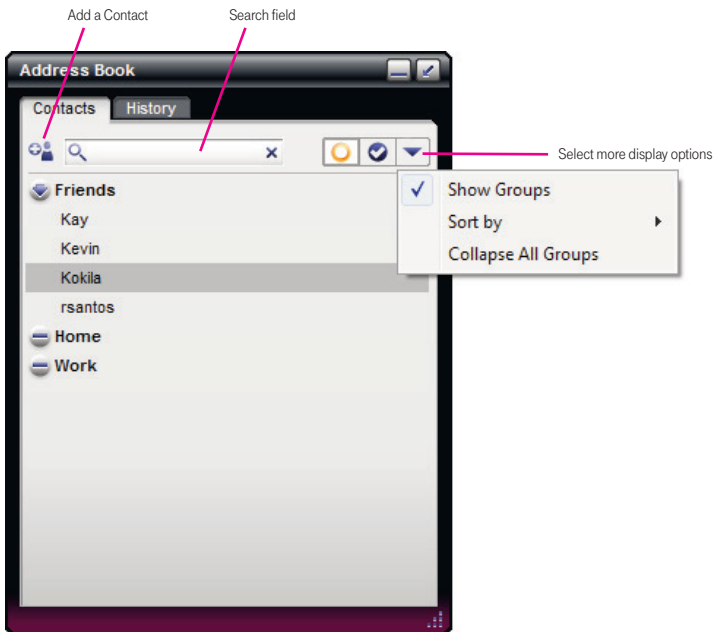 Add a Contact
Search field
Address Book
Contacts
History
Select more display options
Friends
Show Groups
Kay
Sort by
Kevin
Collapse All Groups
Kokila
rsantos
Home
Work